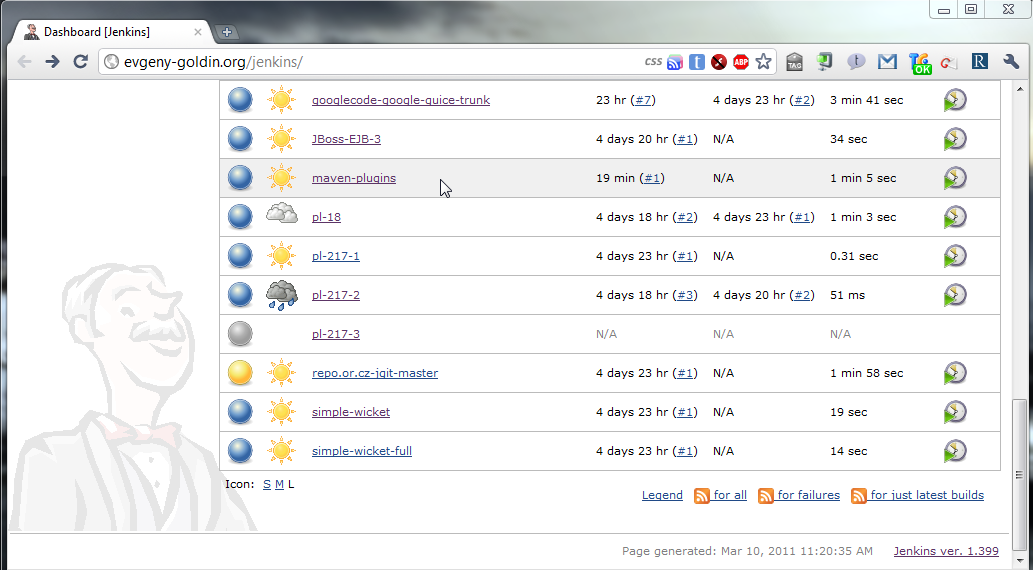 Dashboard [Jenkins]
evgeny-goldin.org/jenkins/ CSS t ABP TAG t OK R
googlecode-google-guice-trunk 23 hr (#7) 4 days 23 hr (#2) 3 min 41 sec
JBoss-EJB-3 4 days 20 hr (#1) N/A 34 sec
maven-plugins 19 min (#1) N/A 1 min 5 sec
pl-18 4 days 18 hr (#2) 4 days 23 hr (#1) 1 min 3 sec
pl-217-1 4 days 23 hr (#1) N/A 0.31 sec
pl-217-2 4 days 18 hr (#3) 4 days 20 hr (#2) 51 ms
pl-217-3 N/A N/A N/A
repo.or.cz-jgit-master 4 days 23 hr (#1) N/A 1 min 58 sec
simple-wicket 4 days 23 hr (#1) N/A 19 sec
simple-wicket-full 4 days 23 hr (#1) N/A 14 sec
Icon: S M L
Legend for all for failures for just latest builds
Page generated: Mar 10, 2011 11:20:35 AM Jenkins ver. 1.399